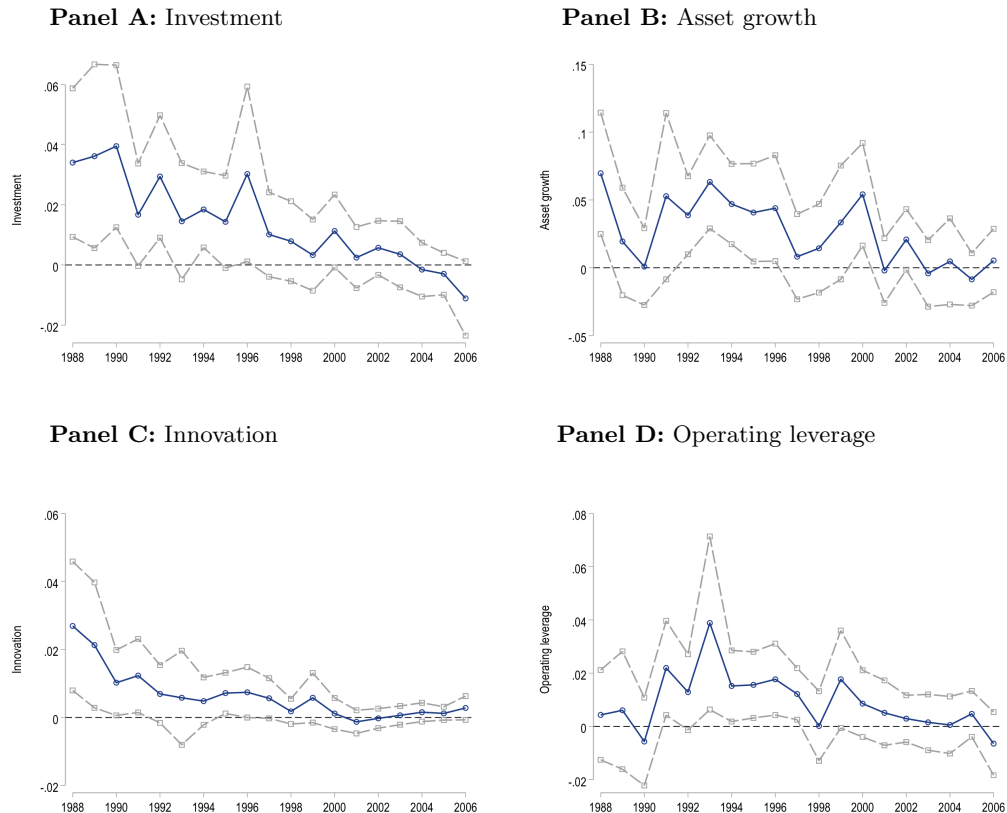 Panel A: Investment
Investment
.06
.04
.02
0
-.02
1988 1990 1992 1994 1996 1998 2000 2002 2004 2006
Panel B: Asset growth
Asset growth
.15
.1
.05
0
-.05
1988 1990 1992 1994 1996 1998 2000 2002 2004 2006
Panel C: Innovation
Innovation
.06
.04
.02
0
-.02
1988 1990 1992 1994 1996 1998 2000 2002 2004 2006
Panel D: Operating leverage
Operating leverage
.08
.06
.04
.02
0
-.02
1988 1990 1992 1994 1996 1998 2000 2002 2004 2006